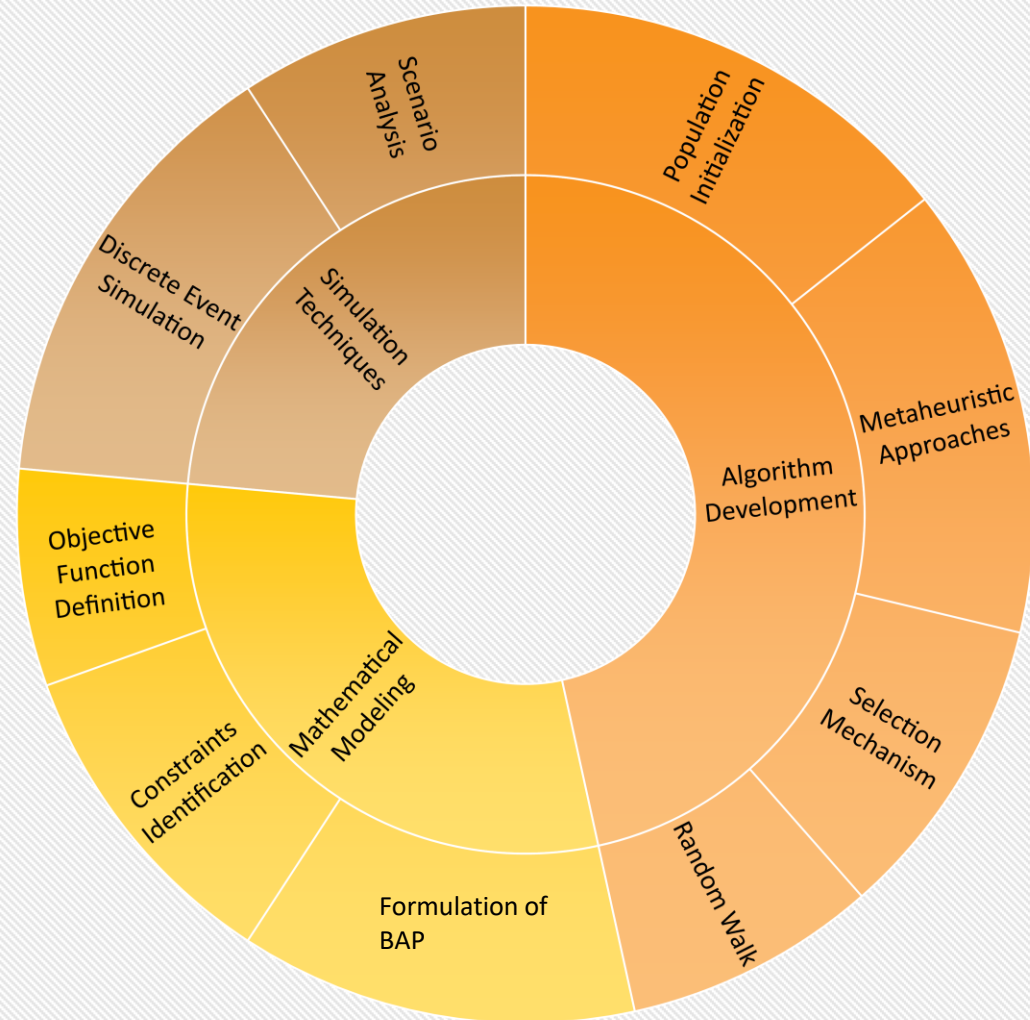 Population
Initialization
Metaheuristic
Approaches
Selection
Mechanism
Random Walk
Algorithm
Development
Formulation of
BAP
Constraints
Identification
Objective
Function
Definition
Mathematical
Modeling
Discrete Event
Simulation
Scenario
Analysis
Simulation
Techniques